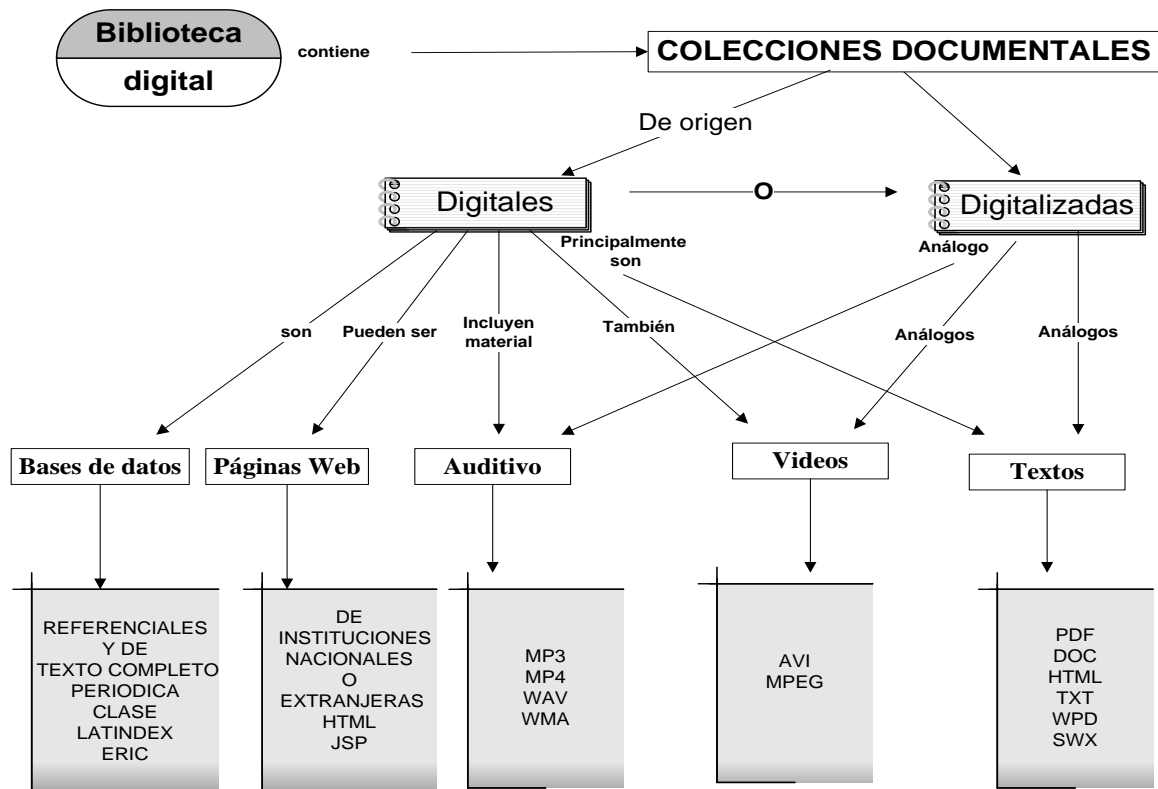 Biblioteca
digital
contiene
COLECCIONES DOCUMENTALES
De origen
Digitales
O
Digitalizadas
Principalmente
son
Análogo
son
Pueden ser
Incluyen
material
También
Análogos
Análogos
Bases de datos
Páginas Web
Auditivo
Videos
Textos
REFERENCIALES
Y DE
TEXTO COMPLETO
PERIODICA
CLASE
LATINDEX
ERIC
DE
INSTITUCIONES
NACIONALES
O
EXTRANJERAS
HTML
JSP
MP3
MP4
WAV
WMA
AVI
MPEG
PDF
DOC
HTML
TXT
WPD
SWX